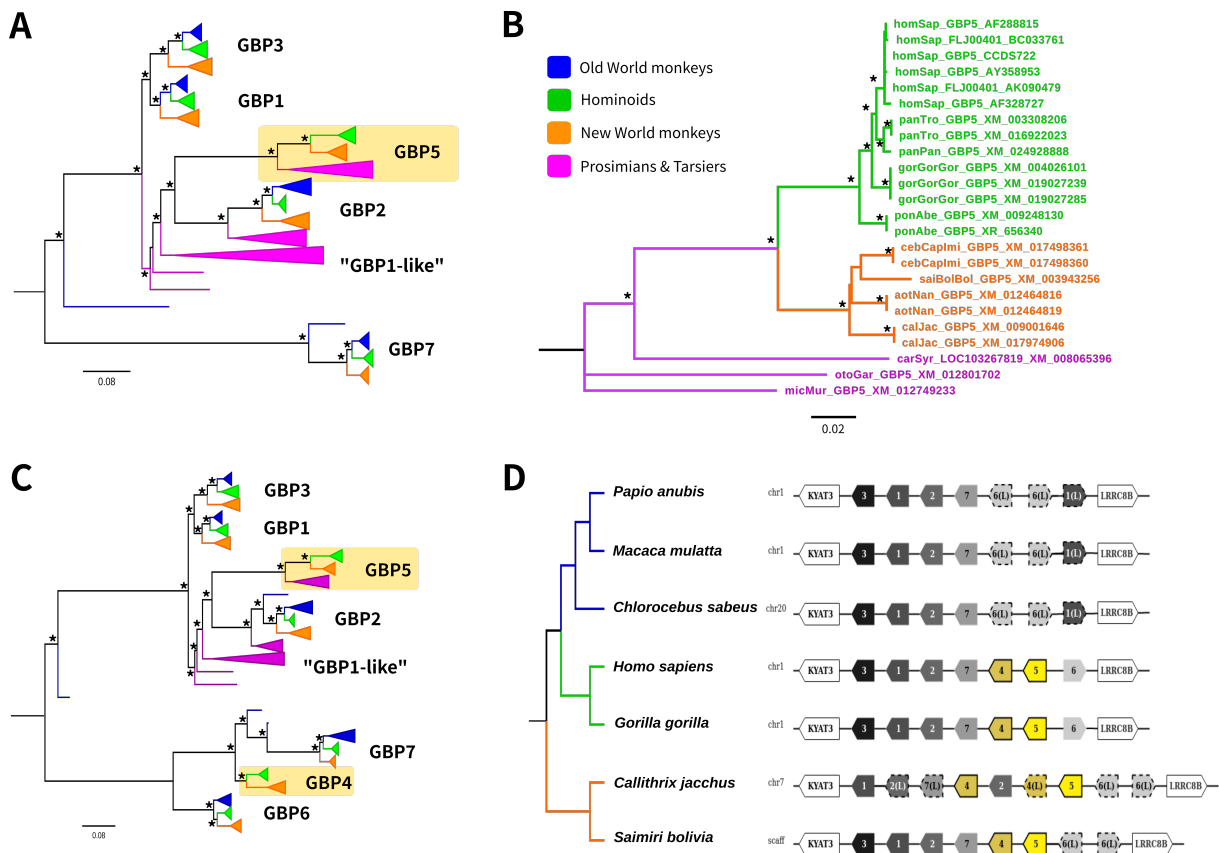 A
GBP3
GBP1
GBP5
GBP2
"GBP1-like"
GBP7
0.08
* * * * * * * * * * * * * * * * *
B
Old World monkeys
Hominoids
New World monkeys
Prosimians & Tarsiers
homSap_GBP5_AF288815
homSap_FLJ00401_BC033761
homSap_GBP5_CCDS722
homSap_GBP5_AY358953
homSap_FLJ00401_AK090479
homSap_GBP5_AF328727
panTro_GBP5_XM_003308206
panTro_GBP5_XM_016922023
panPan_GBP5_XM_024928888
gorGorGor_GBP5_XM_004026101
gorGorGor_GBP5_XM_019027239
gorGorGor_GBP5_XM_019027285
ponAbe_GBP5_XM_009248130
ponAbe_GBP5_XR_656340
cebCapImi_GBP5_XM_017498361
cebCapImi_GBP5_XM_017498360
saiBolBol_GBP5_XM_003943256
aotNan_GBP5_XM_012464816
aotNan_GBP5_XM_012464819
calJac_GBP5_XM_009001646
calJac_GBP5_XM_017974906
carSyr_LOC103267819_XM_008065396
otoGar_GBP5_XM_012801702
micMur_GBP5_XM_012749233
0.02
C
GBP3
GBP1
GBP5
GBP2
"GBP1-like"
GBP7
GBP4
GBP6
0.08
D
Papio anubis chr1 KYAT3 3 1 2 7 6(L) 6(L) 1(L) LRRC8B
Macaca mulatta chr1 KYAT3 3 1 2 7 6(L) 6(L) 1(L) LRRC8B
Chlorocebus sabeus chr20 KYAT3 3 1 2 7 6(L) 6(L) 1(L) LRRC8B
Homo sapiens chr1 KYAT3 3 1 2 7 4 5 6 LRRC8B
Gorilla gorilla chr1 KYAT3 3 1 2 7 4 5 6 LRRC8B
Callithrix jacchus chr7 KYAT3 1 2(L) 7(L) 4 2 4(L) 5 6(L) 6(L) LRRC8B
Saimiri bolivia scaff KYAT3 3 1 2 7 4 5 6(L) 6(L) LRRC8B